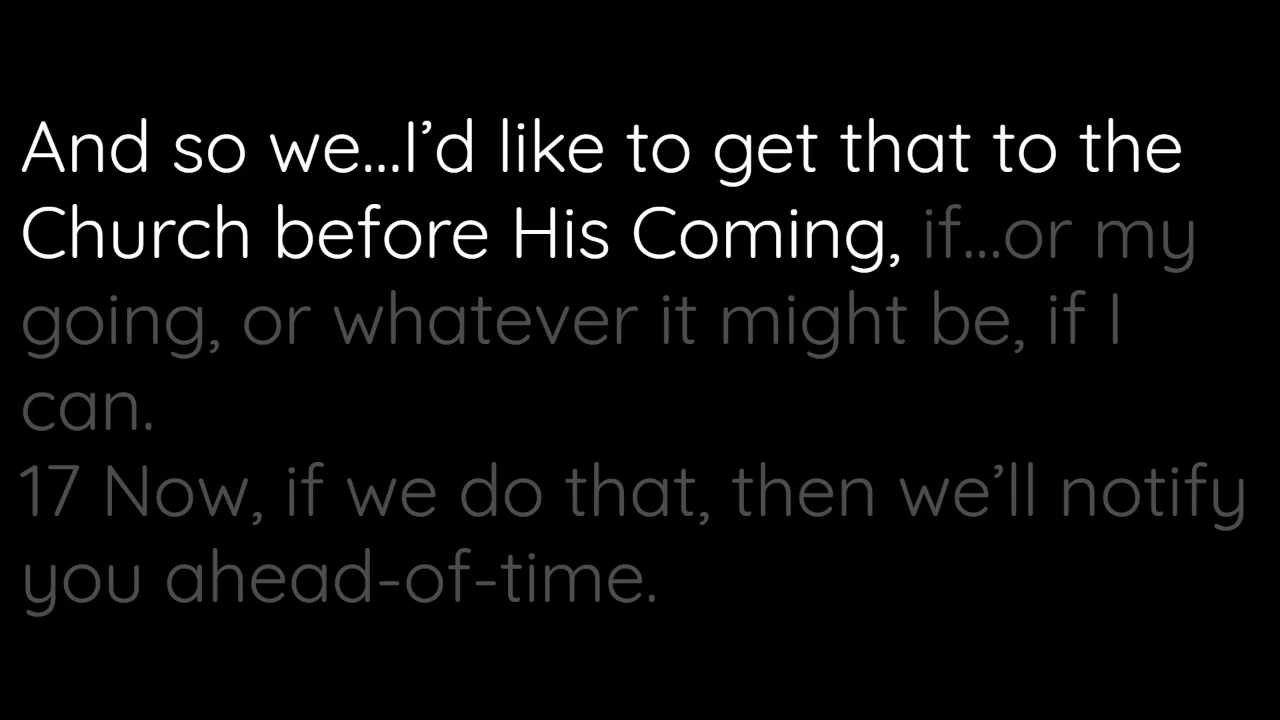 And so we...I’d like to get that to the
Church before His Coming, if...or my
going, or whatever it might be, if I
can.
17 Now, if we do that, then we’ll notify
you ahead-of-time.